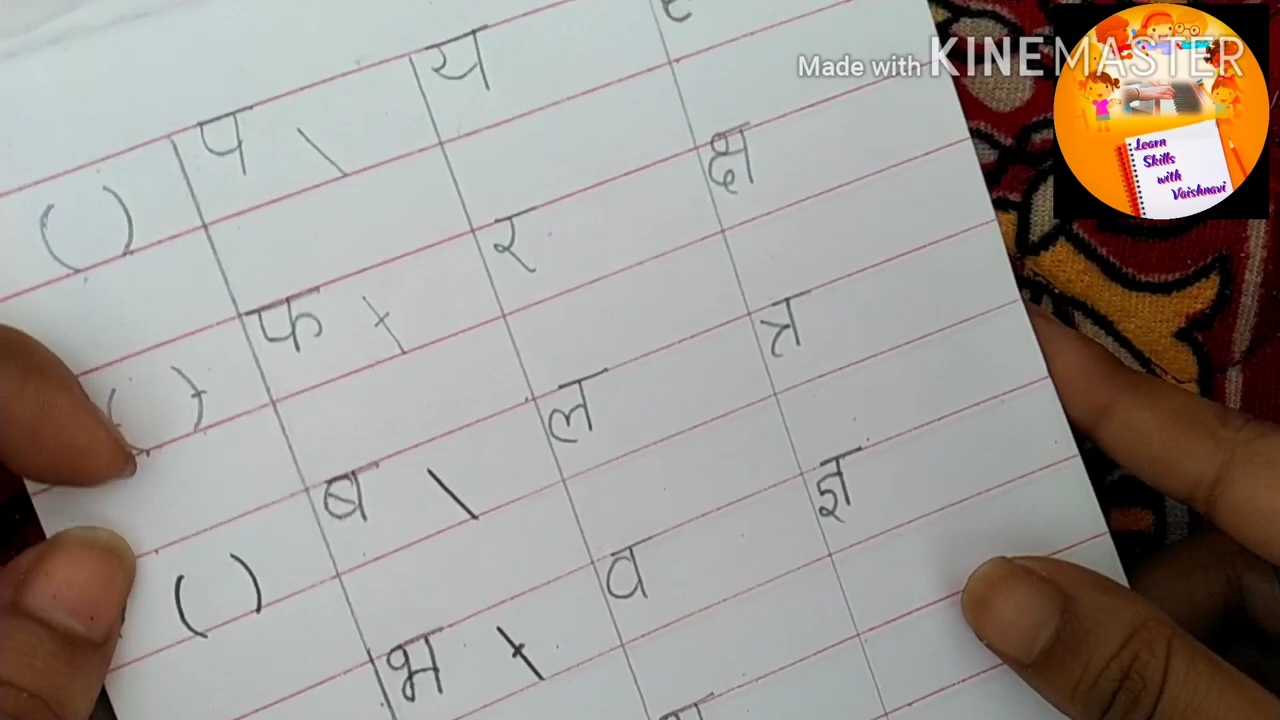 Made with KINEMASTER
Learn
Skills
with
Vaishnavi
( ) प \ य
( ) फ र क्ष
( ) ब \ ल त्र
भ व ज्ञ